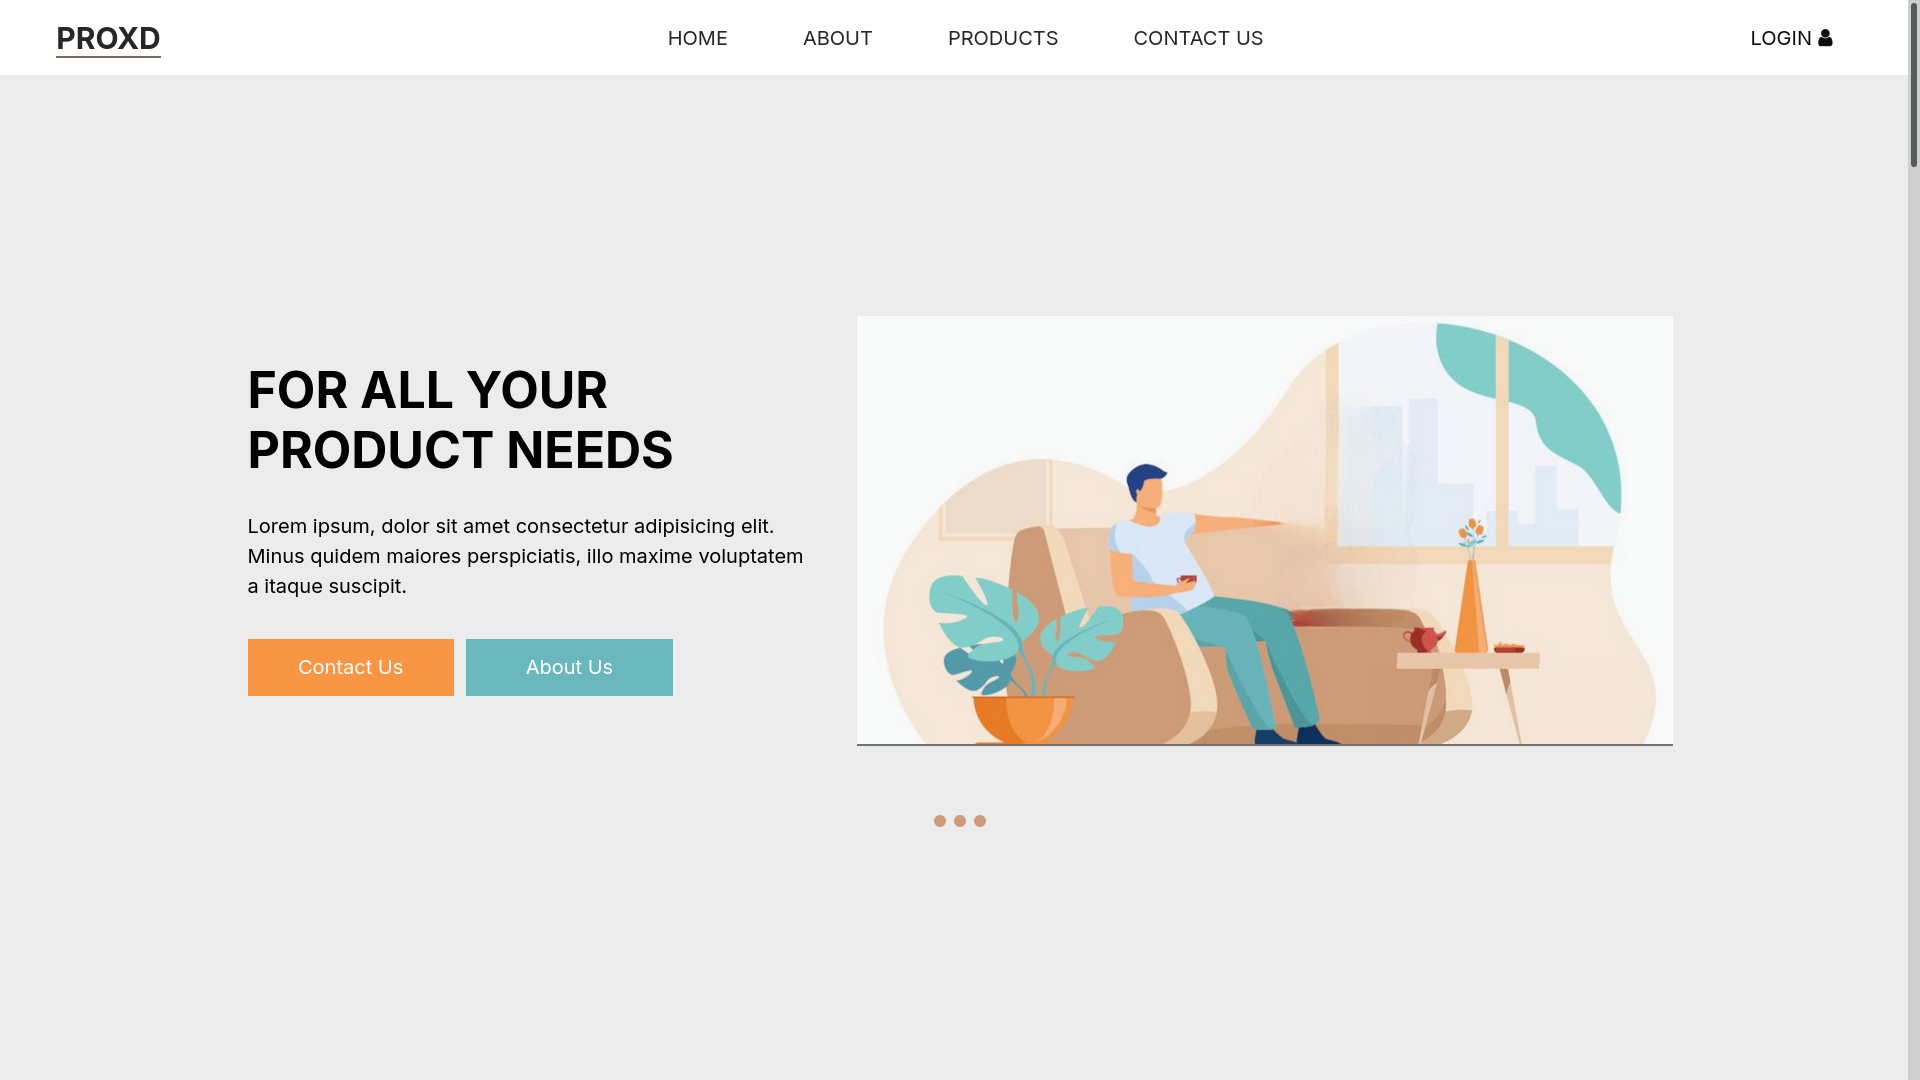 PROXD
HOME ABOUT PRODUCTS CONTACT US
LOGIN
FOR ALL YOUR
PRODUCT NEEDS
Lorem ipsum, dolor sit amet consectetur adipisicing elit.
Minus quidem maiores perspiciatis, illo maxime voluptatem
a itaque suscipit.
Contact Us
About Us